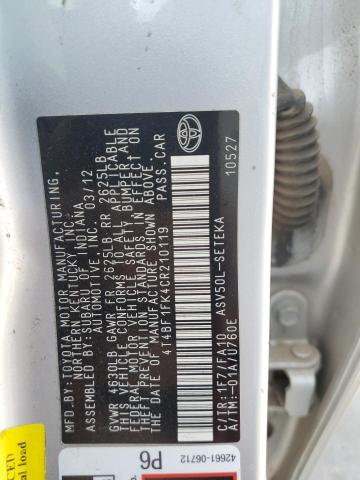 MFD. BY:TOYOTA MOTOR MANUFACTURING,
NORTHERN KENTUCKY,INC.
ASSEMBLED BY:SUBARU OF INDIANA
AUTOMOTIVE, INC. 03/12
GVWR 4630LB GAWR FR 2625LB RR 2625LB
THIS VEHICLE CONFORMS TO ALL APPLICABLE
FEDERAL MOTOR VEHICLE SAFETY, BUMPER, AND
THEFT PREVENTION STANDARDS IN EFFECT ON
THE DATE OF MANUFACTURE SHOWN ABOVE.
4T4BF1FK4CR210119 PASS.CAR
C/TR: 1F7/FA10 ASV50L-SETEKA
A/TM: -01A/U760E 10527
TOYOTA
42661-06712
P6
load